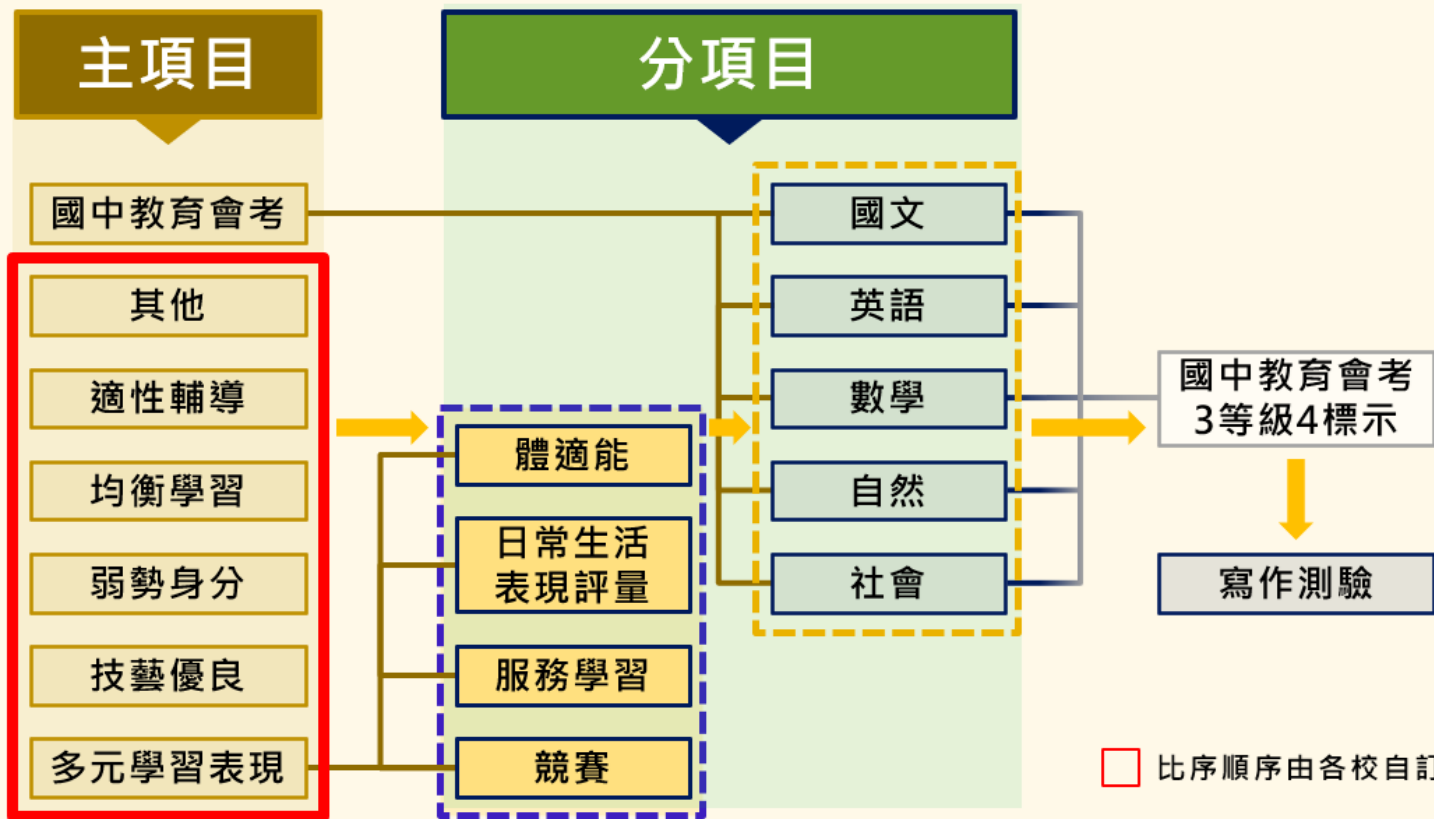 主項目
分項目
國中教育會考
其他
適性輔導
均衡學習
弱勢身分
技藝優良
多元學習表現
體適能
日常生活
表現評量
服務學習
競賽
國文
英語
數學
自然
社會
國中教育會考
3等級4標示
寫作測驗
比序順序由各校自訂